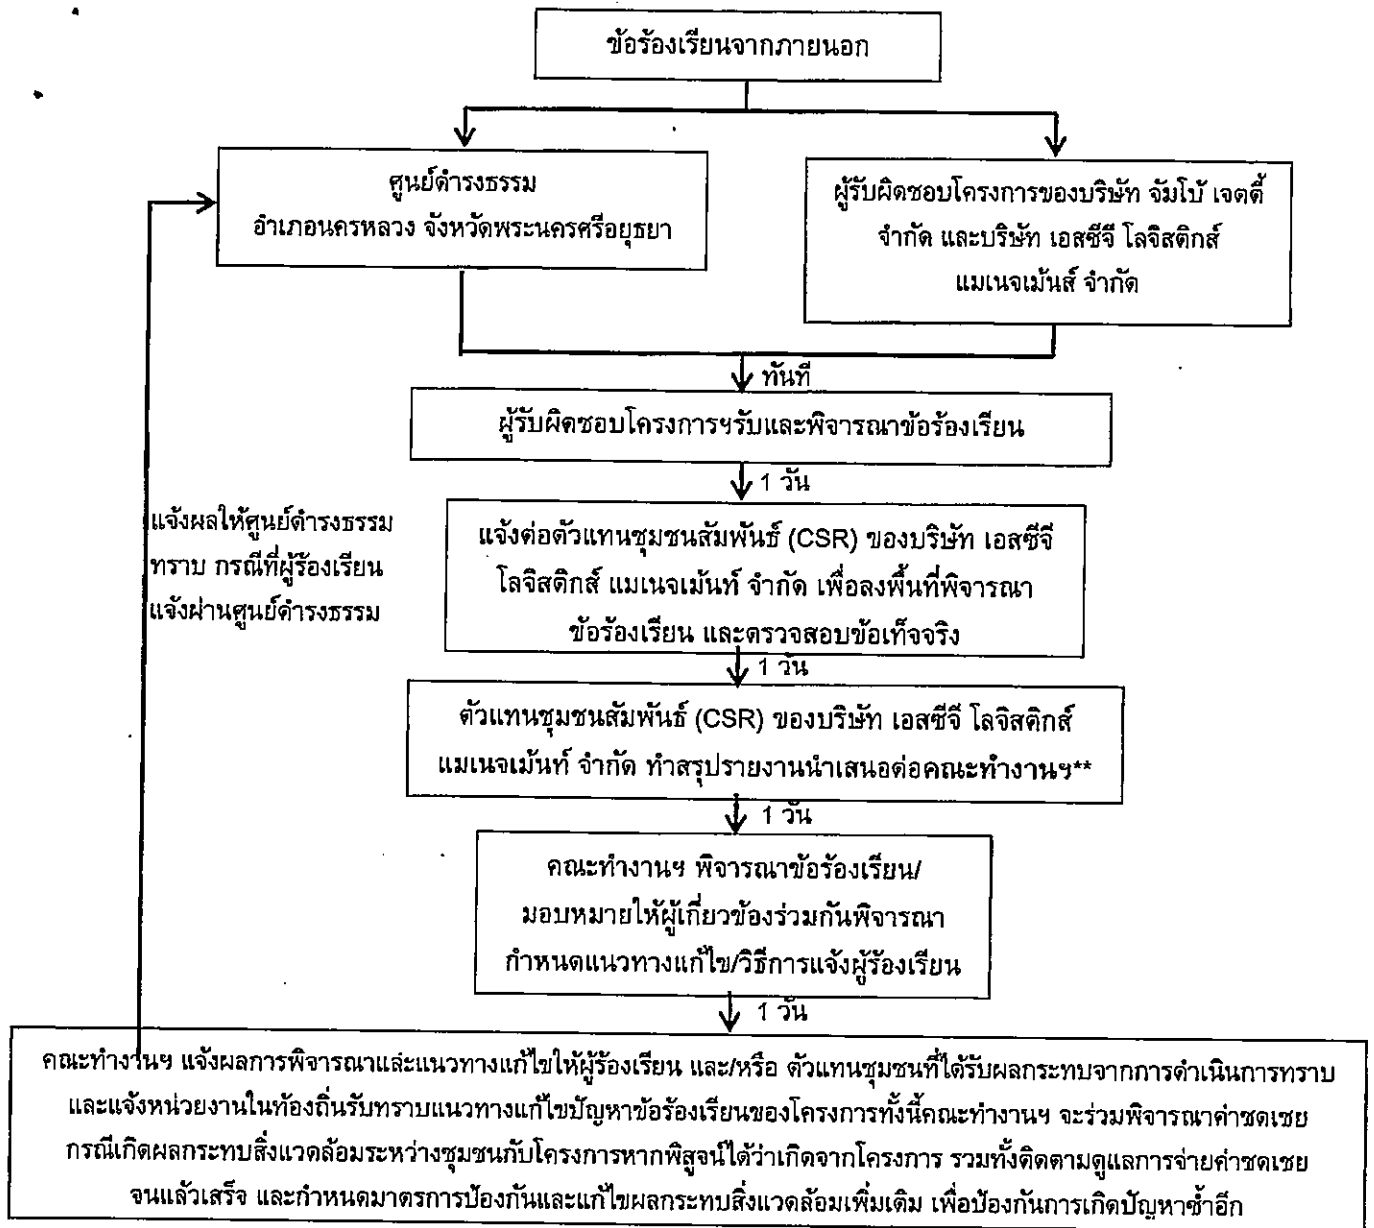 ข้อร้องเรียนจากภายนอก
ศูนย์ดำรงธรรม
อำเภอนครหลวง จังหวัดพระนครศรีอยุธยา
ผู้รับผิดชอบโครงการของบริษัท จัมโบ้ เจตตี้
จำกัด และบริษัท เอสซีจี โลจิสติกส์
แมเนจเม้นส์ จำกัด
ทันที
ผู้รับผิดชอบโครงการฯรับและพิจารณาข้อร้องเรียน
1 วัน
แจ้งผลให้ศูนย์ดำรงธรรม
ทราบ กรณีที่ผู้ร้องเรียน
แจ้งผ่านศูนย์ดำรงธรรม
แจ้งต่อตัวแทนชุมชนสัมพันธ์ (CSR) ของบริษัท เอสซีจี
โลจิสติกส์ แมเนจเม้นท์ จำกัด เพื่อลงพื้นที่พิจารณา
ข้อร้องเรียน และตรวจสอบข้อเท็จจริง
1 วัน
ตัวแทนชุมชนสัมพันธ์ (CSR) ของบริษัท เอสซีจี โลจิสติกส์
แมเนจเม้นท์ จำกัด ทำสรุปรายงานนำเสนอต่อคณะทำงานฯ**
1 วัน
คณะทำงานฯ พิจารณาข้อร้องเรียน/
มอบหมายให้ผู้เกี่ยวข้องร่วมกันพิจารณา
กำหนดแนวทางแก้ไข/วิธีการแจ้งผู้ร้องเรียน
1 วัน
คณะทำงานฯ แจ้งผลการพิจารณาและแนวทางแก้ไขให้ผู้ร้องเรียน และ/หรือ ตัวแทนชุมชนที่ได้รับผลกระทบจากการดำเนินการทราบ
และแจ้งหน่วยงานในท้องถิ่นรับทราบแนวทางแก้ไขปัญหาข้อร้องเรียนของโครงการทั้งนี้คณะทำงานฯ จะร่วมพิจารณาค่าชดเชย
กรณีเกิดผลกระทบสิ่งแวดล้อมระหว่างชุมชนกับโครงการหากพิสูจน์ได้ว่าเกิดจากโครงการ รวมทั้งติดตามดูแลการจ่ายค่าชดเชย
จนแล้วเสร็จ และกำหนดมาตรการป้องกันและแก้ไขผลกระทบสิ่งแวดล้อมเพิ่มเติม เพื่อป้องกันการเกิดปัญหาซ้ำอีก